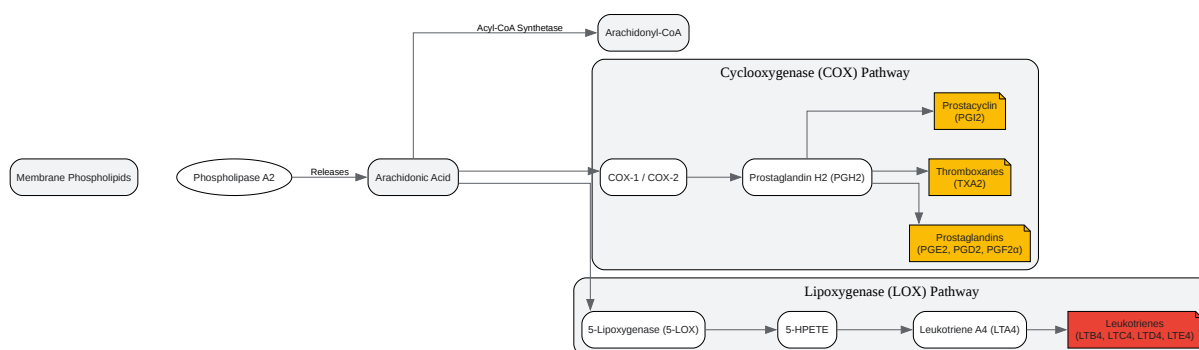 Acyl-CoA Synthetase
Arachidonyl-CoA
Cyclooxygenase (COX) Pathway
Prostacyclin
(PGI2)
Membrane Phospholipids
Phospholipase A2
Releases
Arachidonic Acid
COX-1 / COX-2
Prostaglandin H2 (PGH2)
Thromboxanes
(TXA2)
Prostaglandins
(PGE2, PGD2, PGF2α)
Lipoxygenase (LOX) Pathway
5-Lipoxygenase (5-LOX)
5-HPETE
Leukotriene A4 (LTA4)
Leukotrienes
(LTB4, LTC4, LTD4, LTE4)